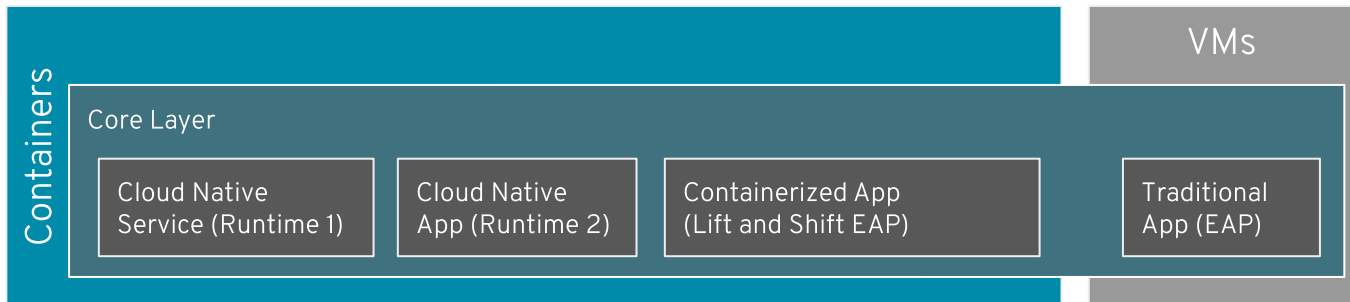 VMs
Containers
Core Layer
Cloud Native
Service (Runtime 1)
Cloud Native
App (Runtime 2)
Containerized App
(Lift and Shift EAP)
Traditional
App (EAP)